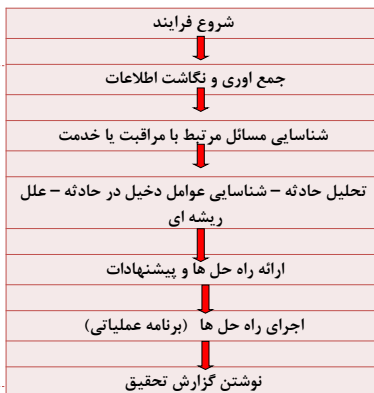 شروع فرایند
جمع اوری و نگاشت اطلاعات
شناسایی مسائل مرتبط با مراقبت یا خدمت
تحلیل حادثه – شناسایی عوامل دخیل در حادثه – علل
ریشه ای
ارائه راه حل ها و پیشنهادات
اجرای راه حل ها (برنامه عملیاتی)
نوشتن گزارش تحقیق